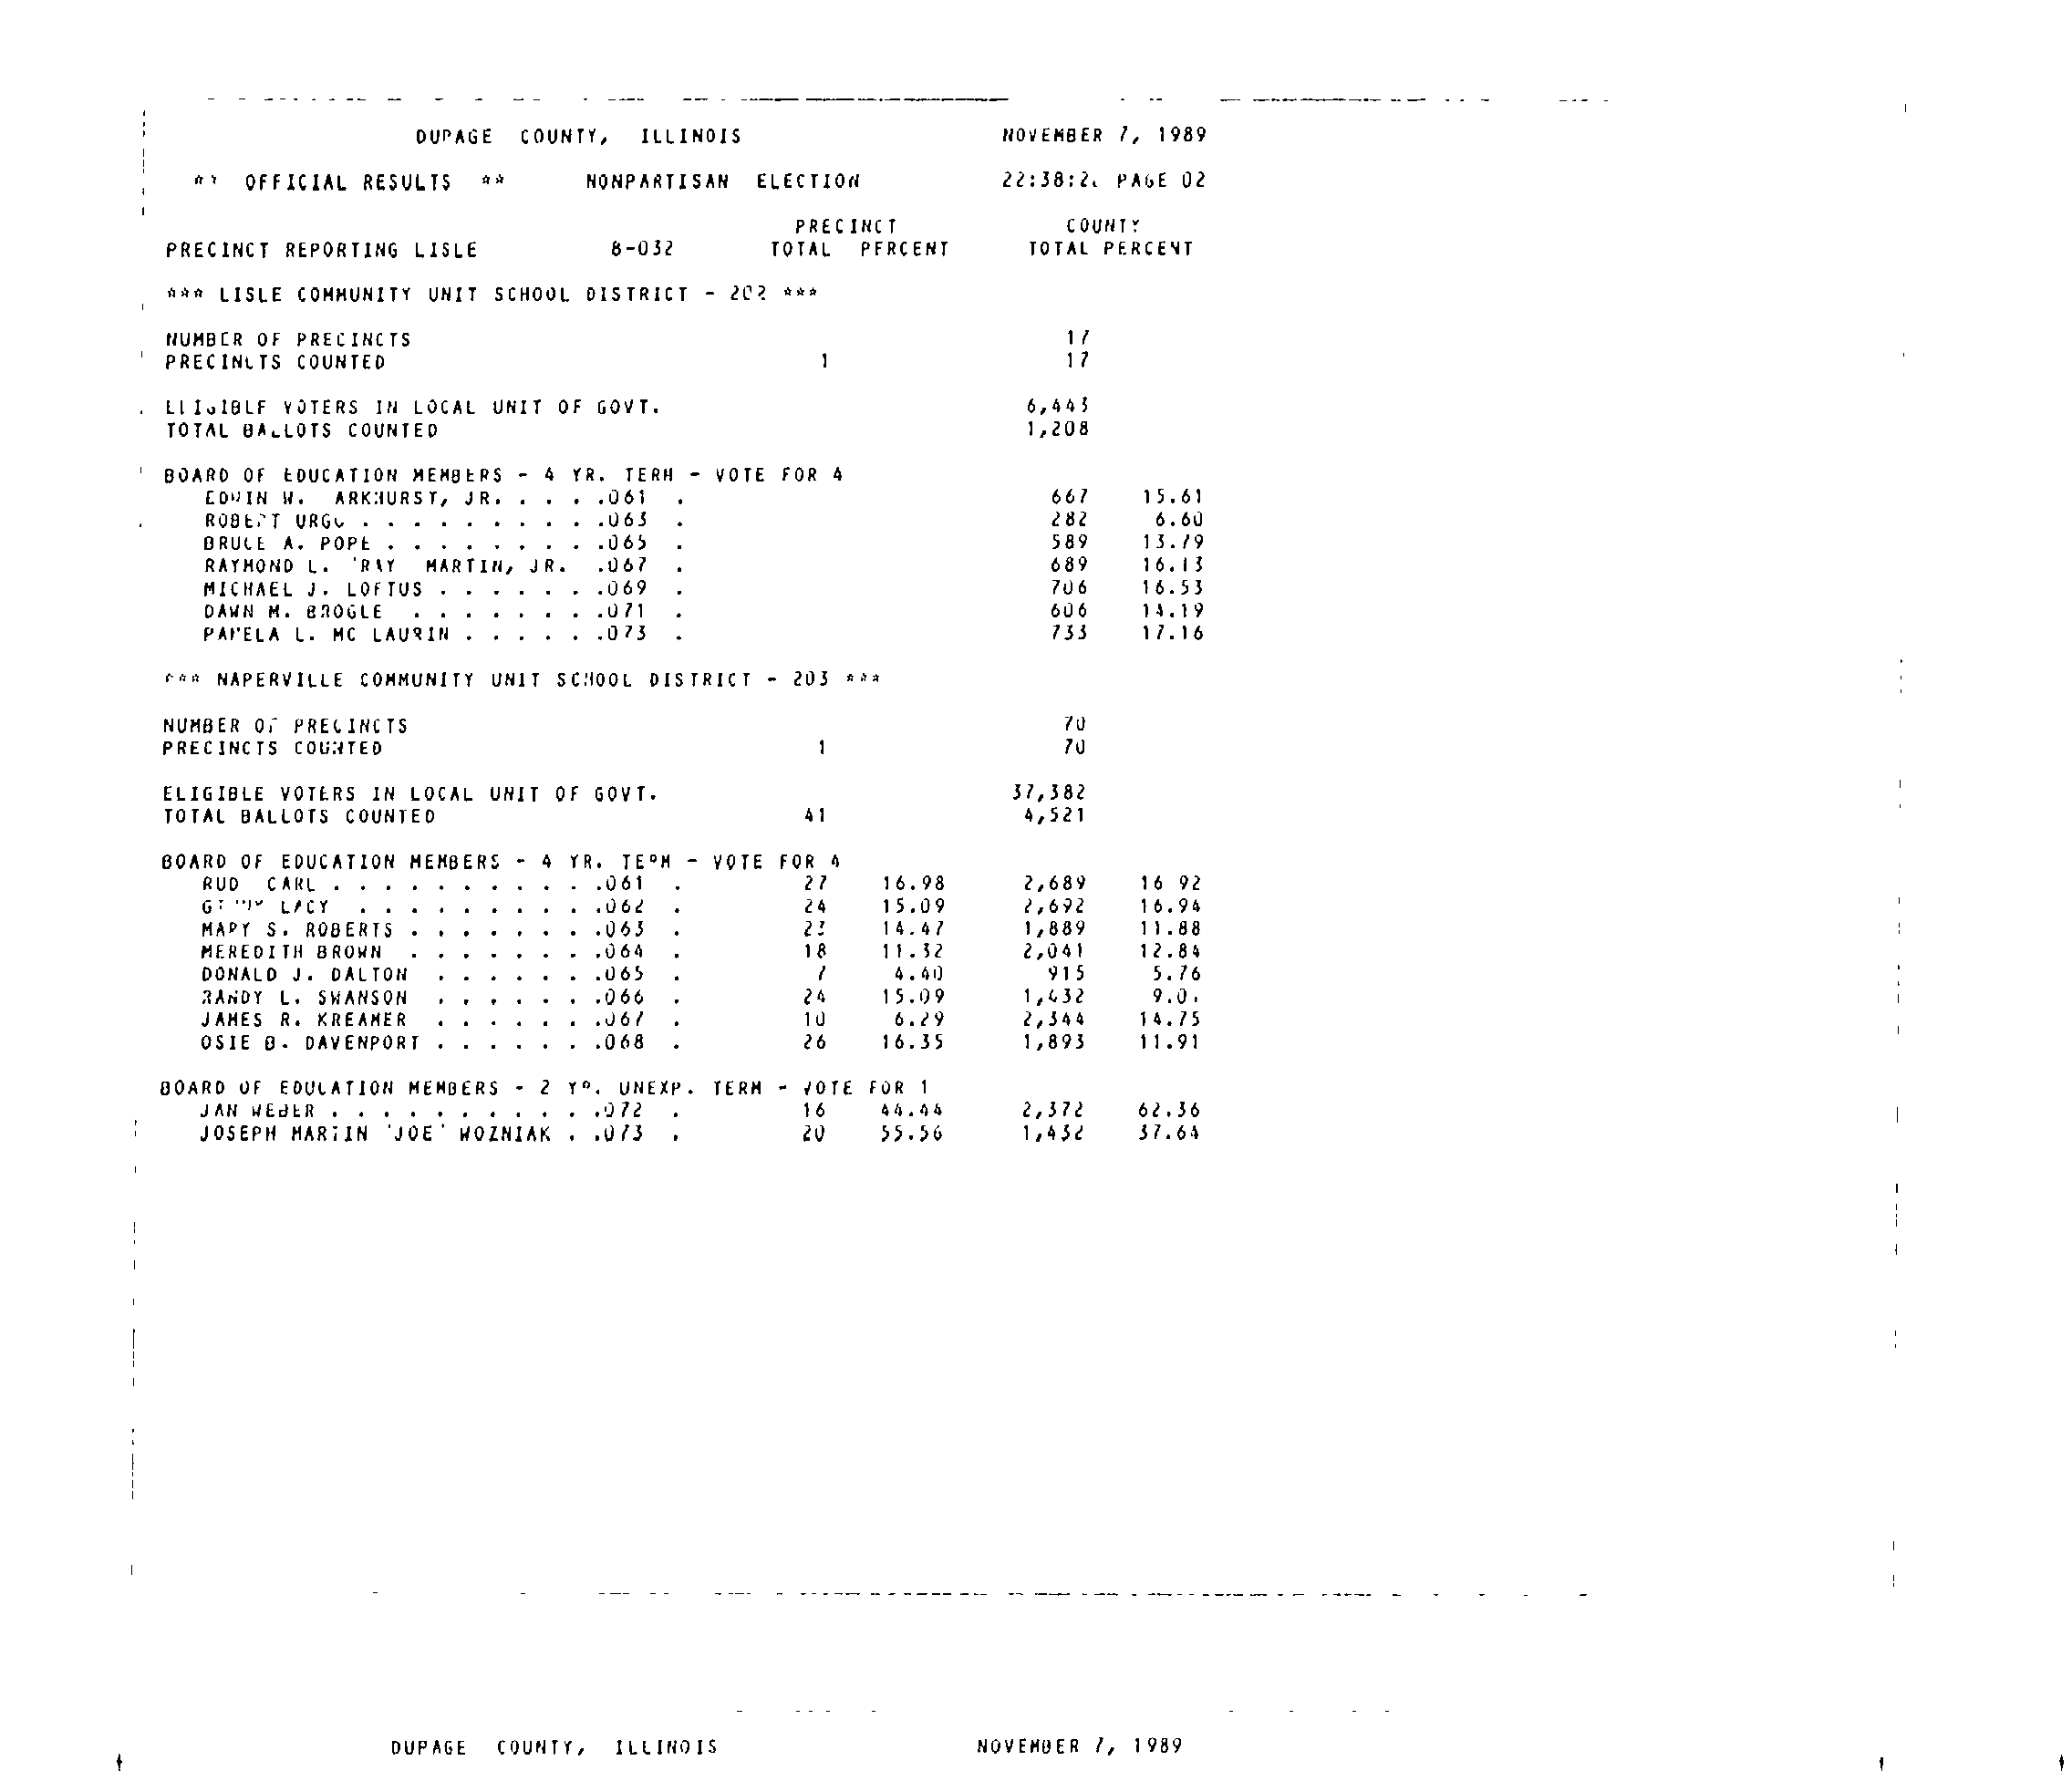 DUPAGE COUNTY, ILLINOIS NOVEMBER 7, 1989
** OFFICIAL RESULTS ** NONPARTISAN ELECTION PAGE 02
PRECINCT COUNTY
PRECINCT REPORTING LISLE 8-032 TOTAL PERCENT TOTAL PERCENT
*** LISLE COMMUNITY UNIT SCHOOL DISTRICT - 202 ***
NUMBER OF PRECINCTS 17
PRECINCTS COUNTED 1 17
ELIGIBLE VOTERS IN LOCAL UNIT OF GOVT. 6,443
TOTAL BALLOTS COUNTED 1,208
BOARD OF EDUCATION MEMBERS - 4 YR. TERM - VOTE FOR 4
EDWIN W. ARKHURST, JR. . . . .061 . 667 15.61
ROBERT . . . . . . . . . .063 . 282 6.60
BRUCE A. POPE . . . . . . . . .065 . 589 13.79
RAYMOND L. 'RAY MARTIN, JR. .067 . 689 16.13
MICHAEL J. LOFTUS . . . . . . .069 . 706 16.53
DAWN M. BROGLE . . . . . . . .071 . 606 14.19
PAMELA L. MC LAURIN . . . . . .073 . 733 17.16
*** NAPERVILLE COMMUNITY UNIT SCHOOL DISTRICT - 203 ***
NUMBER OF PRECINCTS 70
PRECINCTS COUNTED 1 70
ELIGIBLE VOTERS IN LOCAL UNIT OF GOVT. 37,382
TOTAL BALLOTS COUNTED 41 4,521
BOARD OF EDUCATION MEMBERS - 4 YR. TERM - VOTE FOR 4
RUD CARL . . . . . . . . . . .061 . 27 16.98 2,689 16 92
LACY . . . . . . . . . .062 . 24 15.09 2,692 16.94
MARY S. ROBERTS . . . . . . . .063 . 23 14.47 1,889 11.88
MEREDITH BROWN . . . . . . . .064 . 18 11.32 2,041 12.84
DONALD J. DALTON . . . . . . .065 . 7 4.40 915 5.76
RANDY L. SWANSON . . . . . . .066 . 24 15.09 1,432
JAMES R. KREAMER . . . . . . .067 . 10 6.29 2,344 14.75
OSIE B. DAVENPORT . . . . . . .068 . 26 16.35 1,893 11.91
BOARD OF EDUCATION MEMBERS - 2 YR. UNEXP. TERM - VOTE FOR 1
JAN WEBER . . . . . . . . . . .072 . 16 44.44 2,372 62.36
JOSEPH MARTIN 'JOE' WOZNIAK . .073 . 20 55.56 1,432 37.64
DUPAGE COUNTY, ILLINOIS NOVEMBER 7, 1989